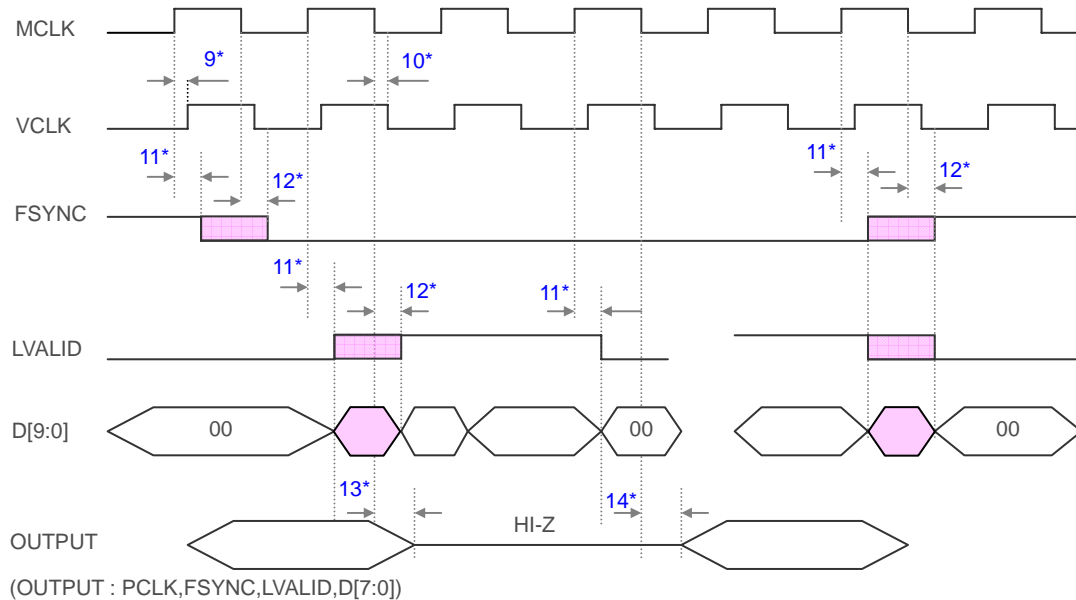 MCLK
9* 10*
VCLK
11* 12* 11* 12*
FSYNC
11* 12* 11*
LVALID
D[9:0] 00 00 00
13* 14*
HI-Z
OUTPUT
(OUTPUT : PCLK,FSYNC,LVALID,D[7:0])